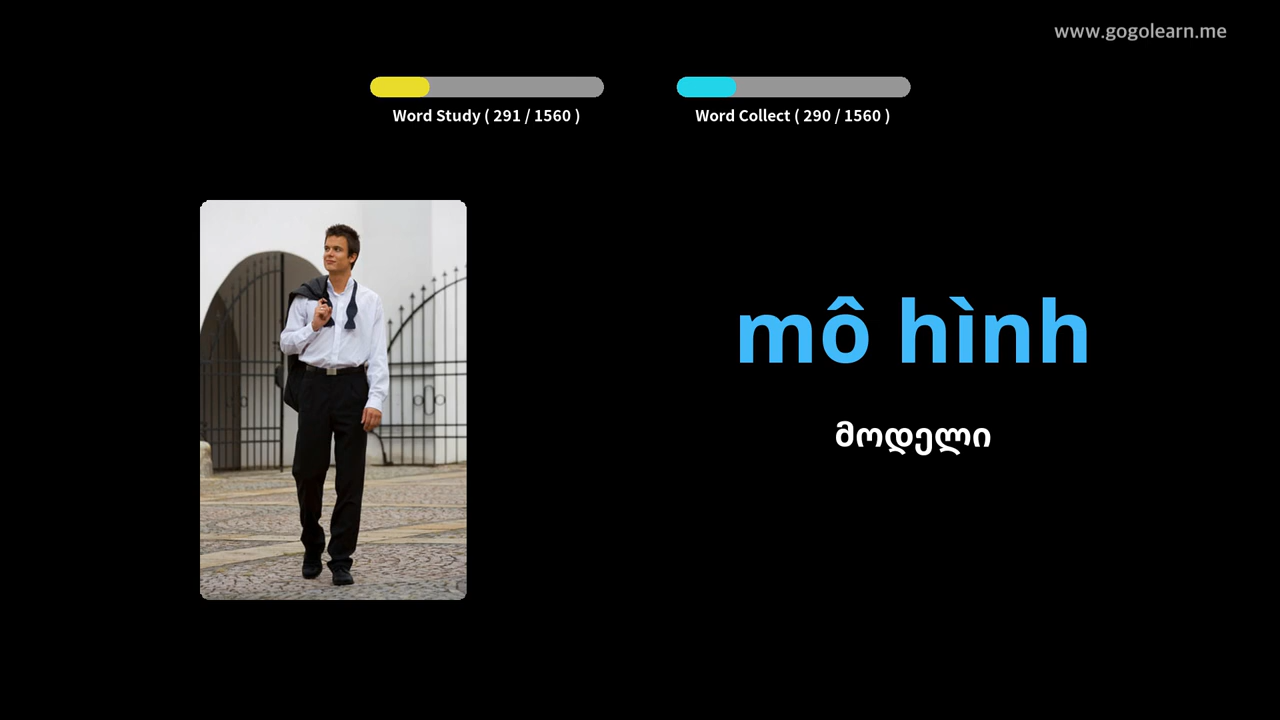 www.gogolearn.me
Word Study ( 291 / 1560 )
Word Collect ( 290 / 1560 )
mô hình
მოდელი